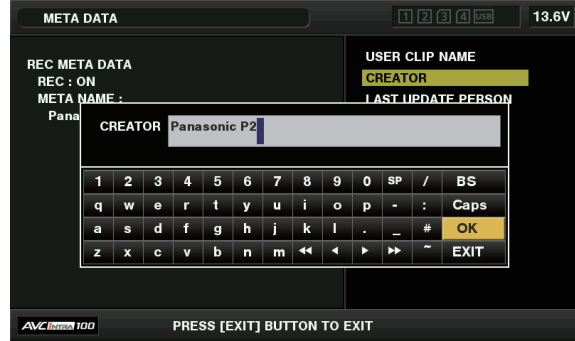 META DATA
1 2 3 4 USB
13.6V
REC META DATA
REC : ON
META NAME :
Pana
USER CLIP NAME
CREATOR
LAST UPDATE PERSON
CREATOR Panasonic P2
1 2 3 4 5 6 7 8 9 0 SP / BS
q w e r t y u i o p - : Caps
a s d f g h j k l . _ # OK
z x c v b n m ◀◀ ◀ ▶ ▶▶ ~ EXIT
AVC INTRA 100
PRESS [EXIT] BUTTON TO EXIT